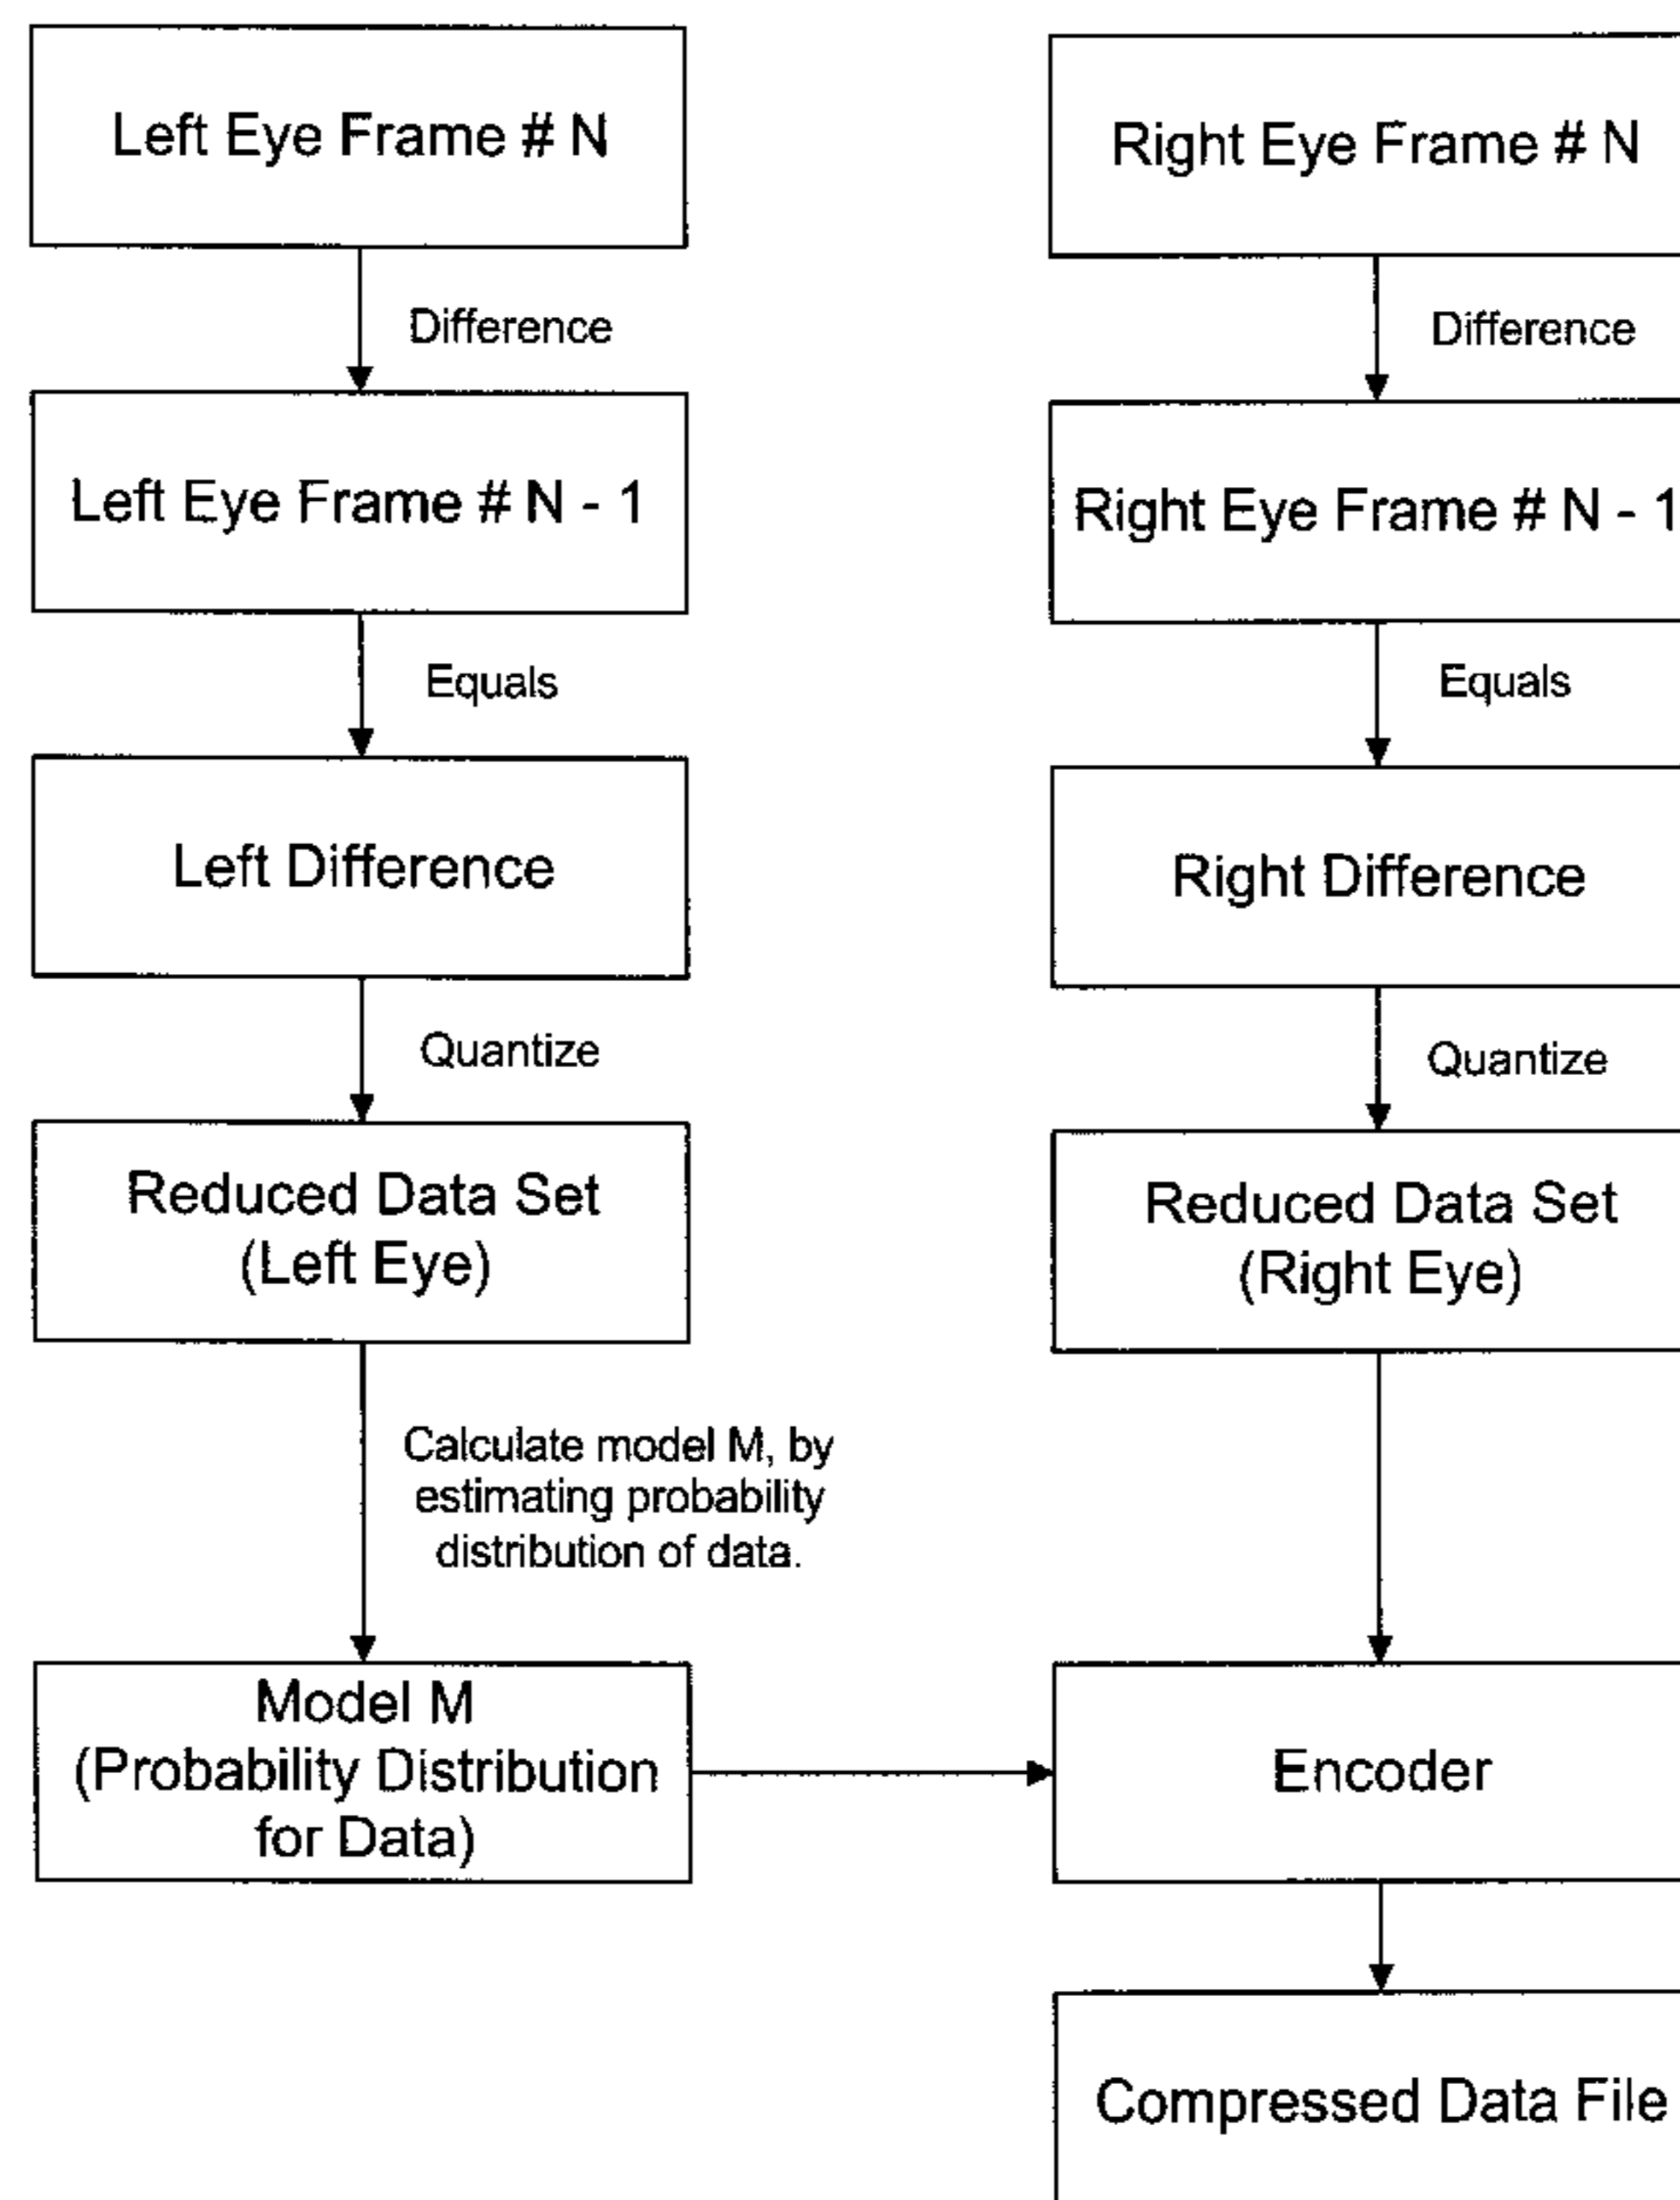 Left Eye Frame # N
Difference
Left Eye Frame # N - 1
Equals
Left Difference
Quantize
Reduced Data Set
(Left Eye)
Calculate model M, by
estimating probability
distribution of data.
Model M
(Probability Distribution
for Data)
Right Eye Frame # N
Difference
Right Eye Frame # N - 1
Equals
Right Difference
Quantize
Reduced Data Set
(Right Eye)
Encoder
Compressed Data File